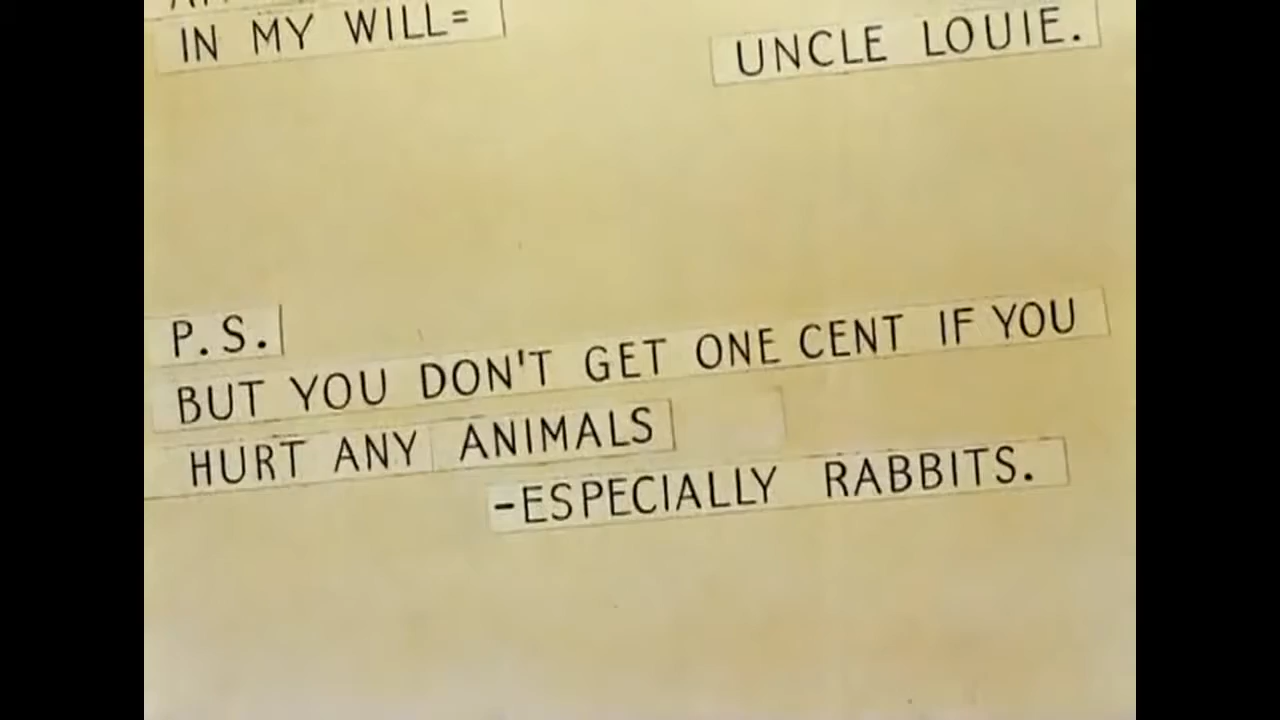 IN MY WILL=
UNCLE LOUIE.
P.S.
BUT YOU DON'T GET ONE CENT IF YOU
HURT ANY ANIMALS
-ESPECIALLY RABBITS.